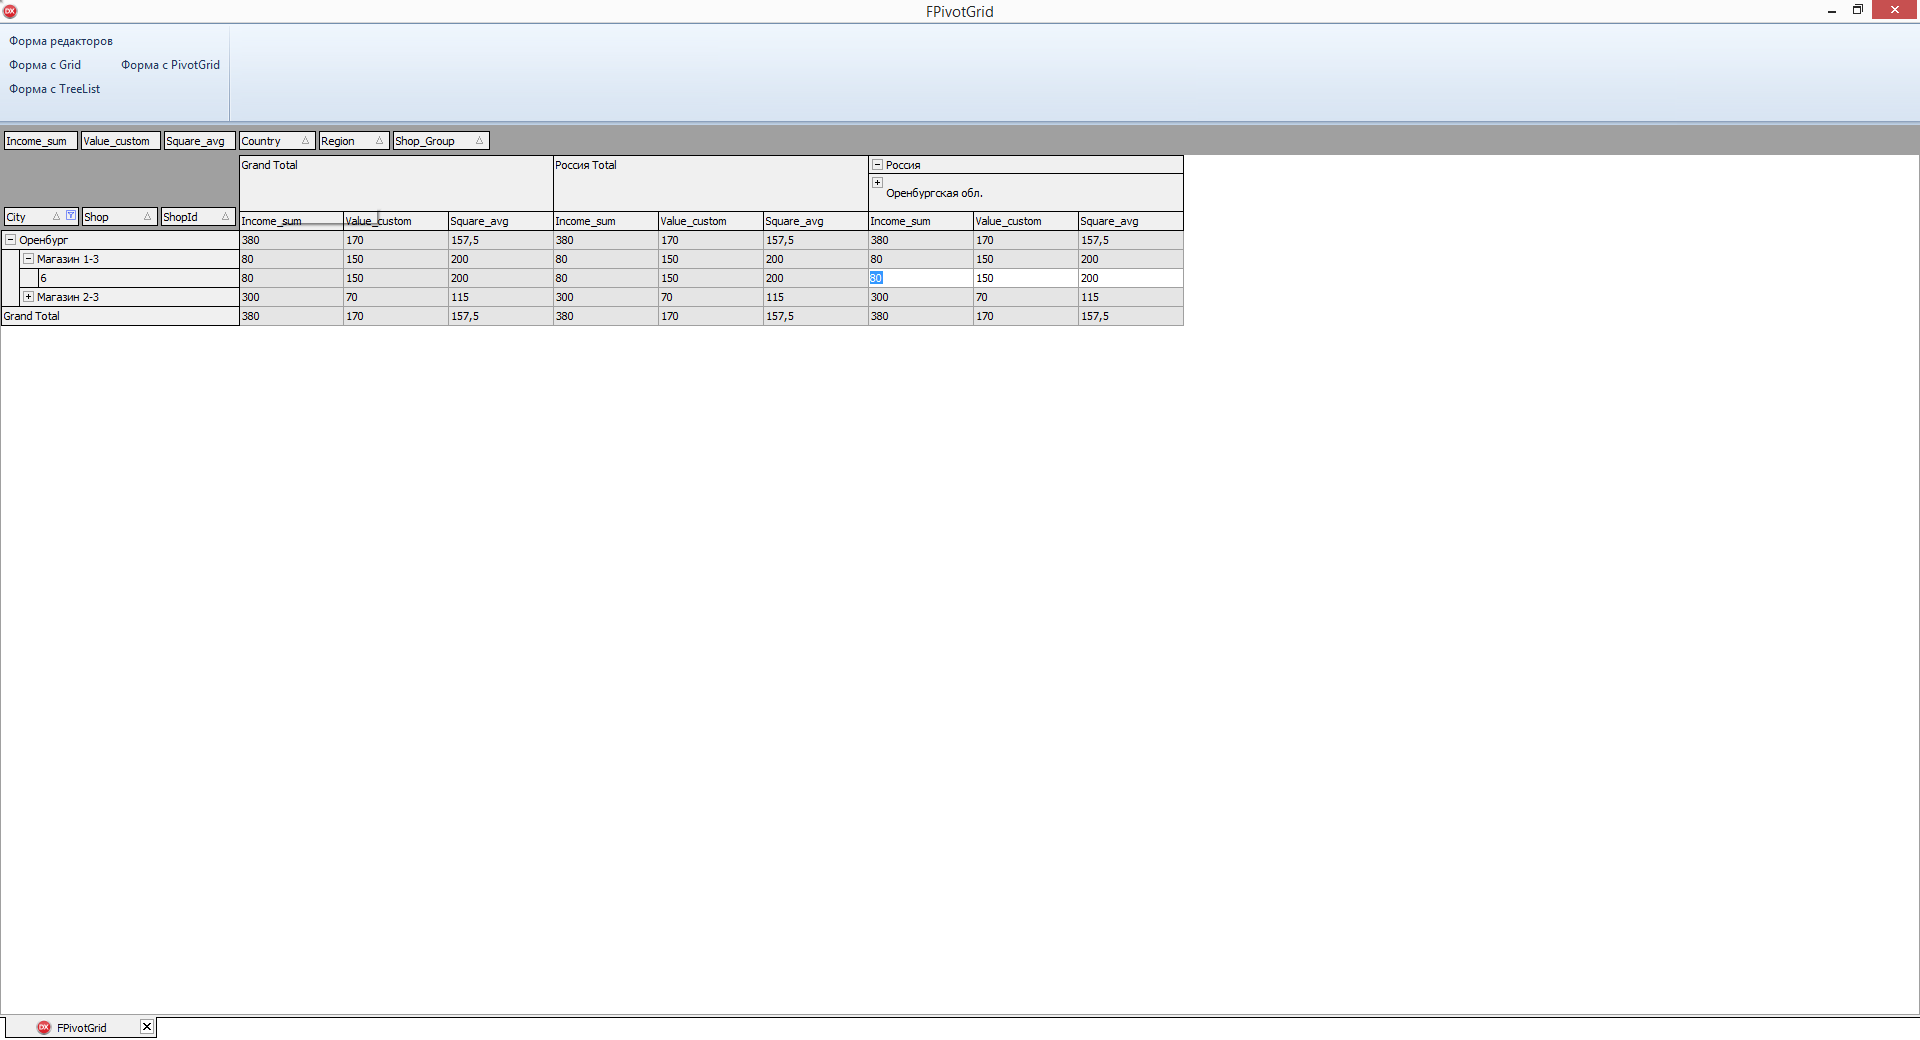 FPivotGrid
Форма редакторов
Форма с Grid Форма с PivotGrid
Форма с TreeList
Income_sum Value_custom Square_avg Country Region Shop_Group
Grand Total Россия Total Россия
Оренбургская обл.
City Shop ShopId
Income_sum Value_custom Square_avg Income_sum Value_custom Square_avg Income_sum Value_custom Square_avg
Оренбург 380 170 157,5 380 170 157,5 380 170 157,5
Магазин 1-3 80 150 200 80 150 200 80 150 200
6 80 150 200 80 150 200 80 150 200
Магазин 2-3 300 70 115 300 70 115 300 70 115
Grand Total 380 170 157,5 380 170 157,5 380 170 157,5
DX FPivotGrid